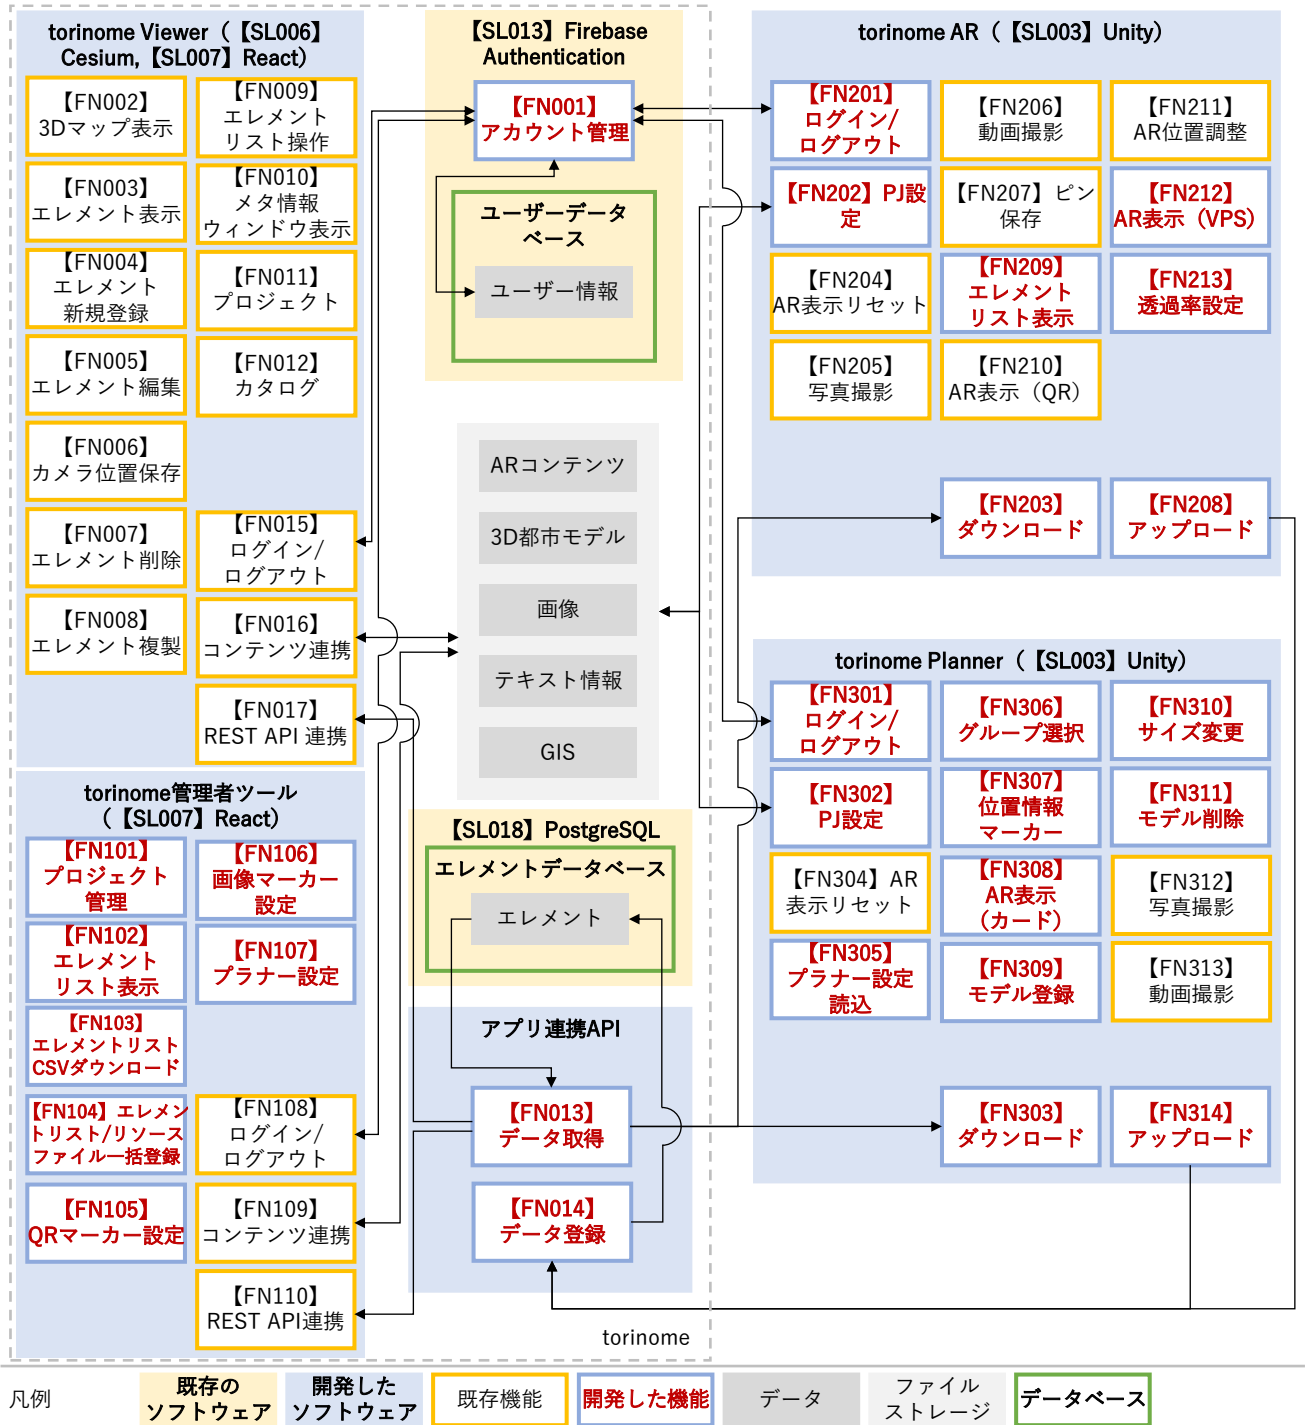 torinome Viewer（【SL006】
Cesium,【SL007】React）
【FN002】
3Dマップ表示
【FN009】
エレメント
リスト操作
【FN003】
エレメント表示
【FN010】
メタ情報
ウィンドウ表示
【FN004】
エレメント
新規登録
【FN011】
プロジェクト
【FN005】
エレメント編集
【FN012】
カタログ
【FN006】
カメラ位置保存
【FN007】
エレメント削除
【FN015】
ログイン/
ログアウト
【FN008】
エレメント複製
【FN016】
コンテンツ連携
【FN017】
REST API 連携
torinome管理者ツール
（【SL007】React）
【FN101】
プロジェクト
管理
【FN106】
画像マーカー
設定
【FN102】
エレメント
リスト表示
【FN107】
プラナー設定
【FN103】
エレメントリスト
CSVダウンロード
【FN104】エレメン
トリスト/リソース
ファイル一括登録
【FN108】
ログイン/
ログアウト
【FN105】
QRマーカー設定
【FN109】
コンテンツ連携
【FN110】
REST API連携
【SL013】Firebase
Authentication
【FN001】
アカウント管理
ユーザーデータ
ベース
ユーザー情報
ARコンテンツ
3D都市モデル
画像
テキスト情報
GIS
【SL018】PostgreSQL
エレメントデータベース
エレメント
アプリ連携API
【FN013】
データ取得
【FN014】
データ登録
torinome
torinome AR（【SL003】Unity）
【FN201】
ログイン/
ログアウト
【FN206】
動画撮影
【FN211】
AR位置調整
【FN202】PJ設
定
【FN207】ピン
保存
【FN212】
AR表示（VPS）
【FN204】
AR表示リセット
【FN209】
エレメント
リスト表示
【FN213】
透過率設定
【FN205】
写真撮影
【FN210】
AR表示（QR）
【FN203】
ダウンロード
【FN208】
アップロード
torinome Planner（【SL003】Unity）
【FN301】
ログイン/
ログアウト
【FN306】
グループ選択
【FN310】
サイズ変更
【FN302】
PJ設定
【FN307】
位置情報
マーカー
【FN311】
モデル削除
【FN304】AR
表示リセット
【FN308】
AR表示
（カード）
【FN312】
写真撮影
【FN305】
プラナー設定
読込
【FN309】
モデル登録
【FN313】
動画撮影
【FN303】
ダウンロード
【FN314】
アップロード
凡例
既存の
ソフトウェア
開発した
ソフトウェア
既存機能
開発した機能
データ
ファイル
ストレージ
データベース